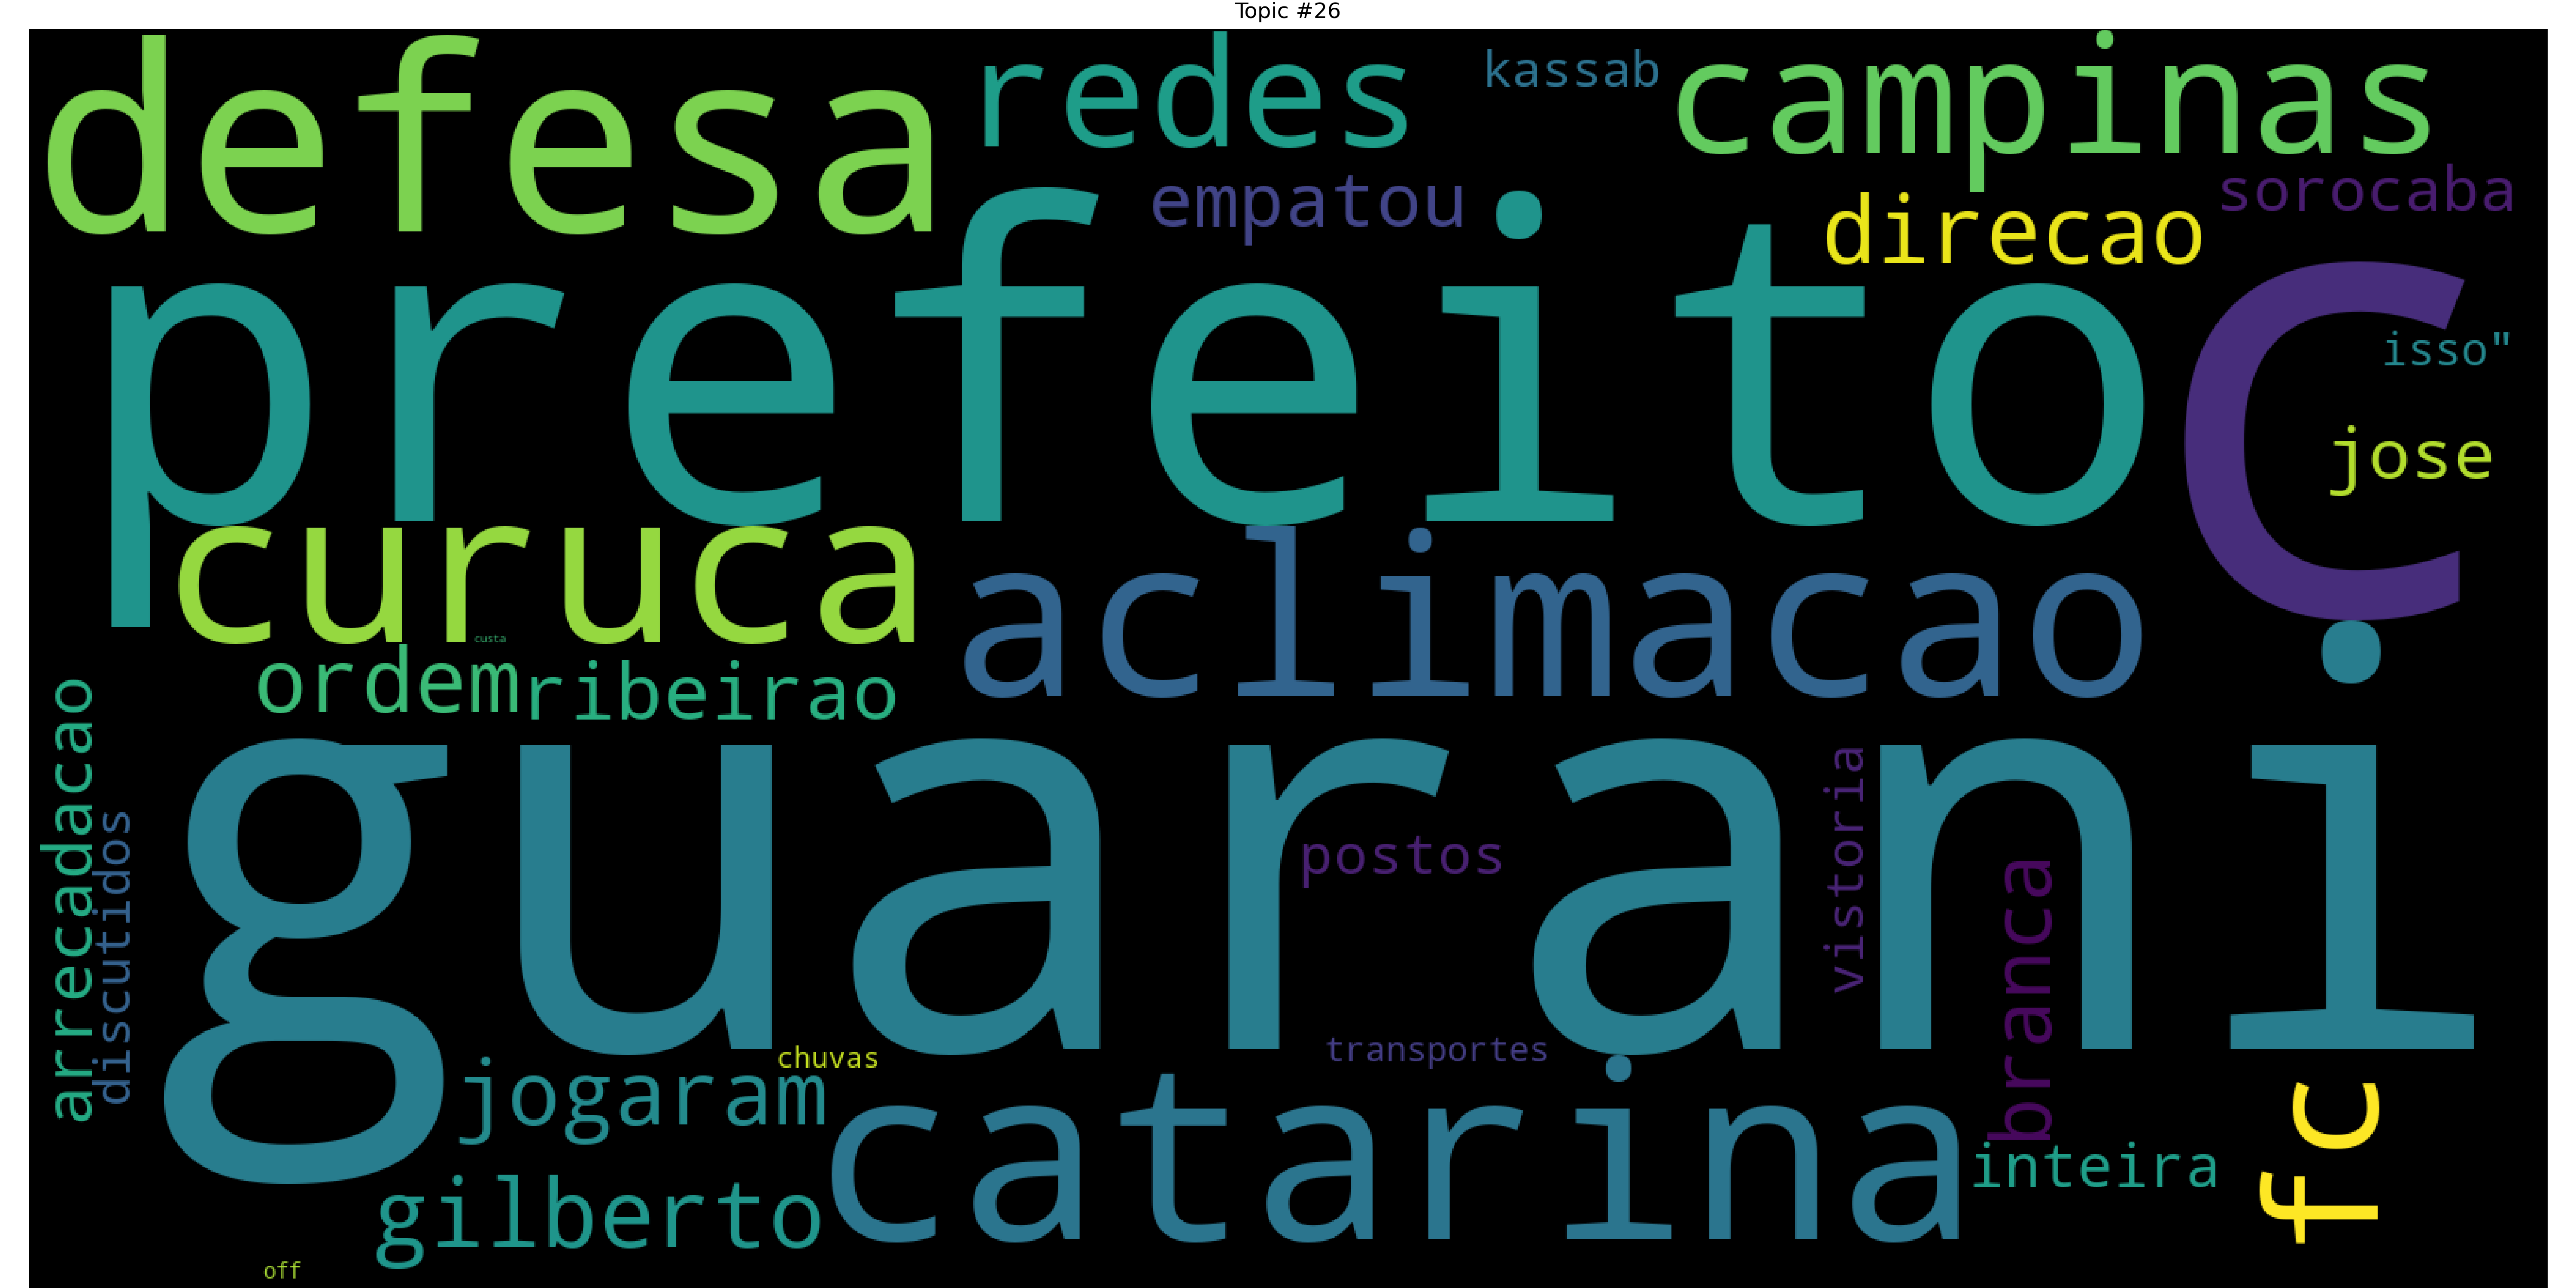 Topic #26
defesa
redes
kassab
campinas
empatou
direcao
sorocaba
prefeito
c
isso"
jose
curuca
aclimacao
custa
ordem
ribeirao
arrecadacao
discutidos
guarani
postos
vistoria
branca
chuvas
transportes
jogaram
catarina
inteira
fc
gilberto
off